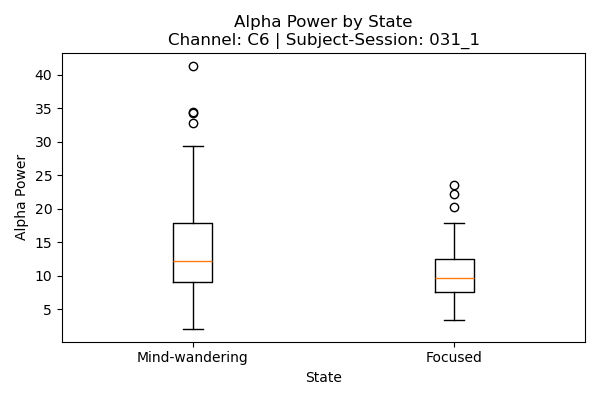 Alpha Power by State
Channel: C6 | Subject-Session: 031_1
40
35
30
25
20
15
10
5
Alpha Power
Mind-wandering
Focused
State